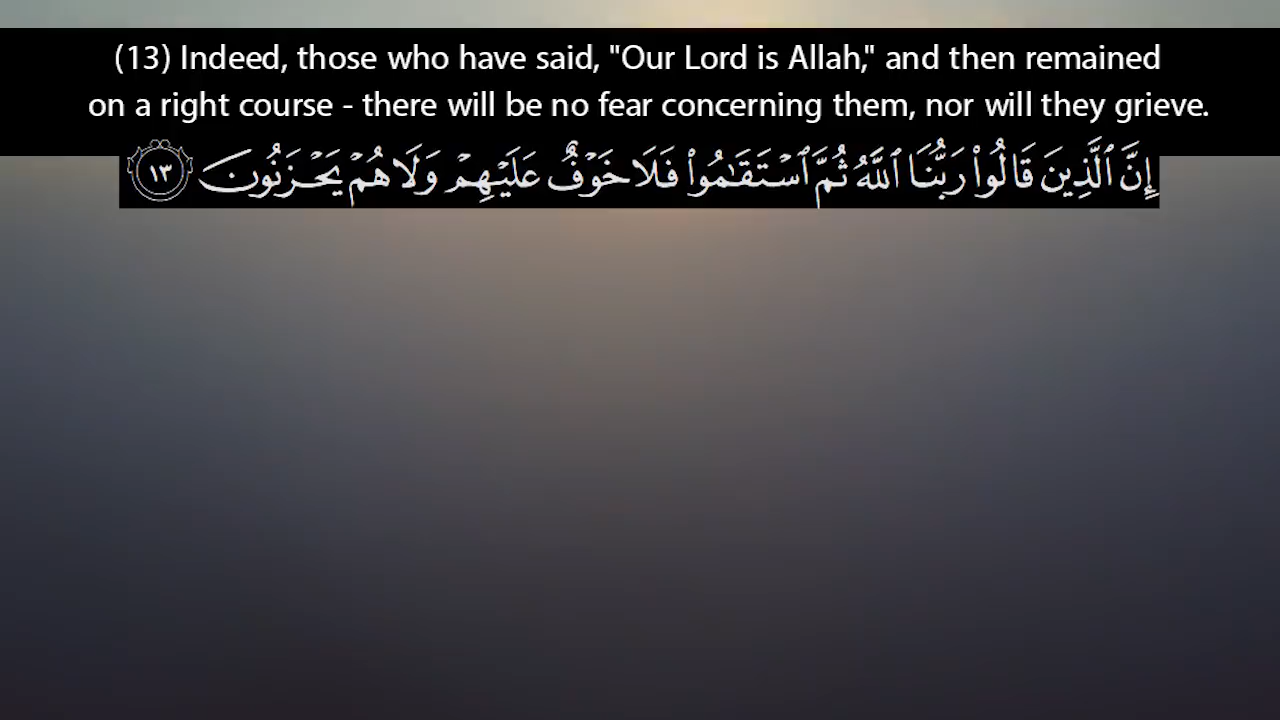 (13) Indeed, those who have said, "Our Lord is Allah," and then remained
on a right course - there will be no fear concerning them, nor will they grieve.
إِنَّ ٱلَّذِينَ قَالُوا۟ رَبُّنَا ٱللَّهُ ثُمَّ ٱسْتَقَـٰمُوا۟ فَلَا خَوْفٌ عَلَيْهِمْ وَلَا هُمْ يَحْزَنُونَ ١٣